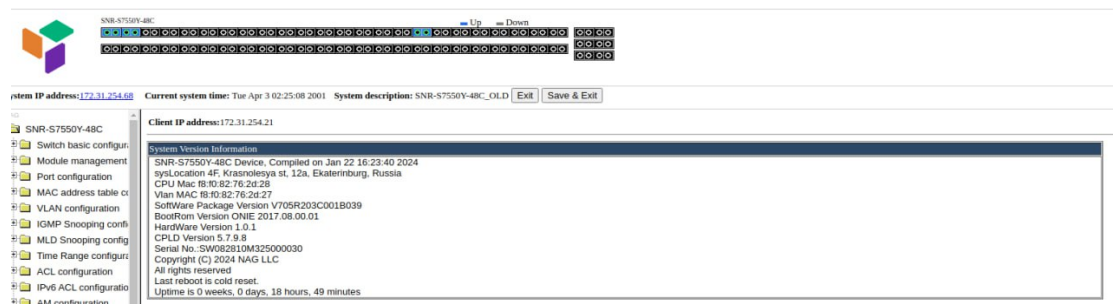 SNR-S7550Y-48C
Up Down
ystem IP address:172.31.254.68 Current system time: Tue Apr 3 02:25:08 2001 System description: SNR-S7550Y-48C_OLD Exit Save & Exit
SNR-S7550Y-48C
Switch basic configur
Module management
Port configuration
MAC address table co
VLAN configuration
IGMP Snooping confi
MLD Snooping config
Time Range configura
ACL configuration
IPv6 ACL configuratio
AM configuration
Client IP address:172.31.254.21
System Version Information
SNR-S7550Y-48C Device, Compiled on Jan 22 16:23:40 2024
sysLocation 4F, Krasnolesya st, 12a, Ekaterinburg, Russia
CPU Mac f8:f0:82:76:2d:28
Vlan MAC f8:f0:82:76:2d:27
SoftWare Package Version V705R203C001B039
BootRom Version ONIE 2017.08.00.01
HardWare Version 1.0.1
CPLD Version 5.7.9.8
Serial No.:SW082810M325000030
Copyright (C) 2024 NAG LLC
All rights reserved
Last reboot is cold reset.
Uptime is 0 weeks, 0 days, 18 hours, 49 minutes